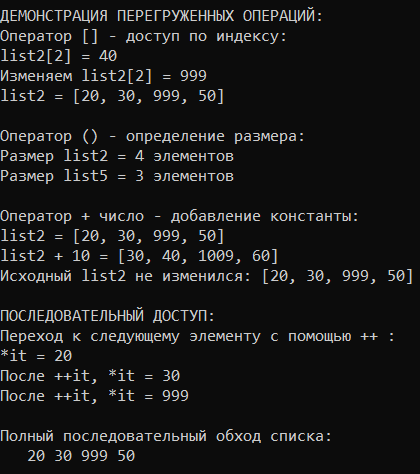 ДЕМОНСТРАЦИЯ ПЕРЕГРУЖЕННЫХ ОПЕРАЦИЙ:
Оператор [] - доступ по индексу:
list2[2] = 40
Изменяем list2[2] = 999
list2 = [20, 30, 999, 50]
Оператор () - определение размера:
Размер list2 = 4 элементов
Размер list5 = 3 элементов
Оператор + число - добавление константы:
list2 = [20, 30, 999, 50]
list2 + 10 = [30, 40, 1009, 60]
Исходный list2 не изменился: [20, 30, 999, 50]
ПОСЛЕДОВАТЕЛЬНЫЙ ДОСТУП:
Переход к следующему элементу с помощью ++ :
*it = 20
После ++it, *it = 30
После ++it, *it = 999
Полный последовательный обход списка:
20 30 999 50